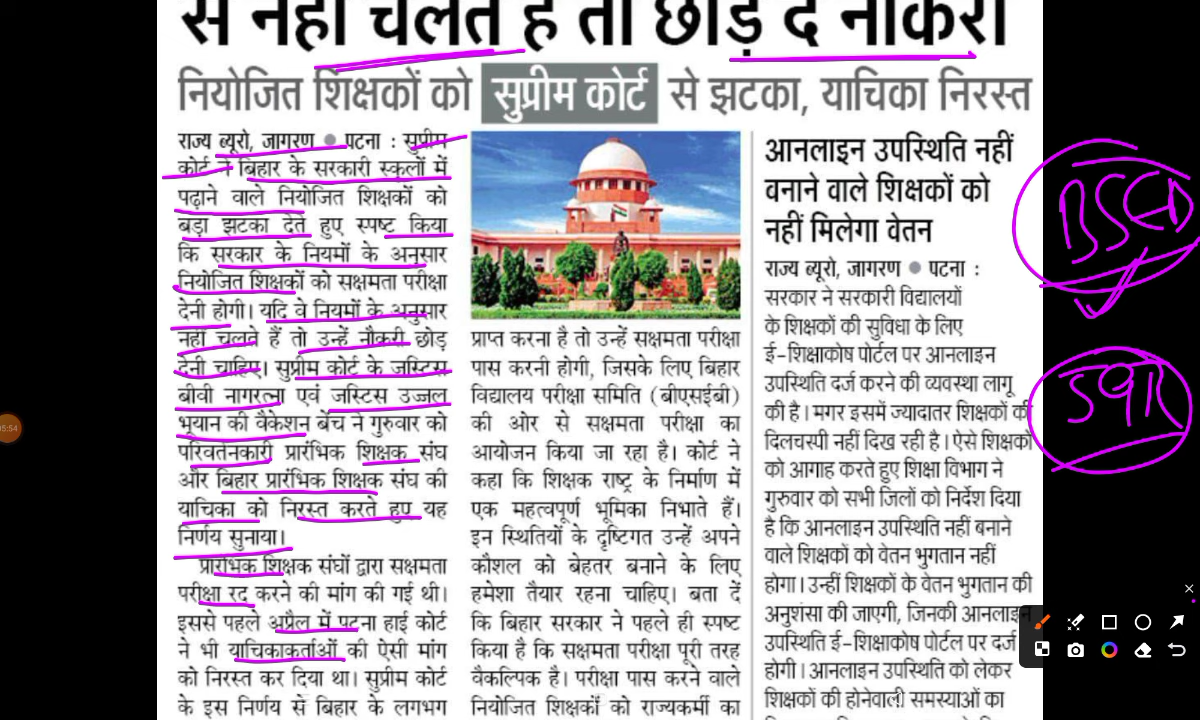 से नहीं चलते हैं तो छोड़ दें नौकरी
नियोजित शिक्षकों को सुप्रीम कोर्ट से झटका, याचिका निरस्त
राज्य ब्यूरो, जागरण ● पटना : सुप्रीम
कोर्ट ने बिहार के सरकारी स्कूलों में
पढ़ाने वाले नियोजित शिक्षकों को
बड़ा झटका देते हुए स्पष्ट किया
कि सरकार के नियमों के अनुसार
नियोजित शिक्षकों को सक्षमता परीक्षा
देनी होगी। यदि वे नियमों के अनुसार
नहीं चलते हैं तो उन्हें नौकरी छोड़
देनी चाहिए। सुप्रीम कोर्ट के जस्टिस
बीवी नागरत्ना एवं जस्टिस उज्जल
भूयान की वैकेशन बेंच ने गुरुवार को
परिवर्तनकारी प्रारंभिक शिक्षक संघ
और बिहार प्रारंभिक शिक्षक संघ की
याचिका को निरस्त करते हुए यह
निर्णय सुनाया।
प्रारंभिक शिक्षक संघों द्वारा सक्षमता
परीक्षा रद करने की मांग की गई थी।
इससे पहले अप्रैल में पटना हाई कोर्ट
ने भी याचिकाकर्ताओं की ऐसी मांग
को निरस्त कर दिया था। सुप्रीम कोर्ट
के इस निर्णय से बिहार के लगभग
प्राप्त करना है तो उन्हें सक्षमता परीक्षा
पास करनी होगी, जिसके लिए बिहार
विद्यालय परीक्षा समिति (बीएसईबी)
की ओर से सक्षमता परीक्षा का
आयोजन किया जा रहा है। कोर्ट ने
कहा कि शिक्षक राष्ट्र के निर्माण में
एक महत्वपूर्ण भूमिका निभाते हैं।
इन स्थितियों के दृष्टिगत उन्हें अपने
कौशल को बेहतर बनाने के लिए
हमेशा तैयार रहना चाहिए। बता दें
कि बिहार सरकार ने पहले ही स्पष्ट
किया है कि सक्षमता परीक्षा पूरी तरह
वैकल्पिक है। परीक्षा पास करने वाले
नियोजित शिक्षकों को राज्यकर्मी का
आनलाइन उपस्थिति नहीं
बनाने वाले शिक्षकों को
नहीं मिलेगा वेतन
राज्य ब्यूरो, जागरण ● पटना :
सरकार ने सरकारी विद्यालयों
के शिक्षकों की सुविधा के लिए
ई-शिक्षाकोष पोर्टल पर आनलाइन
उपस्थिति दर्ज करने की व्यवस्था लागू
की है। मगर इसमें ज्यादातर शिक्षकों की
दिलचस्पी नहीं दिख रही है। ऐसे शिक्षकों
को आगाह करते हुए शिक्षा विभाग ने
गुरुवार को सभी जिलों को निर्देश दिया
है कि आनलाइन उपस्थिति नहीं बनाने
वाले शिक्षकों को वेतन भुगतान नहीं
होगा। उन्हीं शिक्षकों के वेतन भुगतान की
अनुशंसा की जाएगी, जिनकी आनलाइन
उपस्थिति ई-शिक्षाकोष पोर्टल पर दर्ज
होगी। आनलाइन उपस्थिति को लेकर
शिक्षकों की होनेवाली समस्याओं का